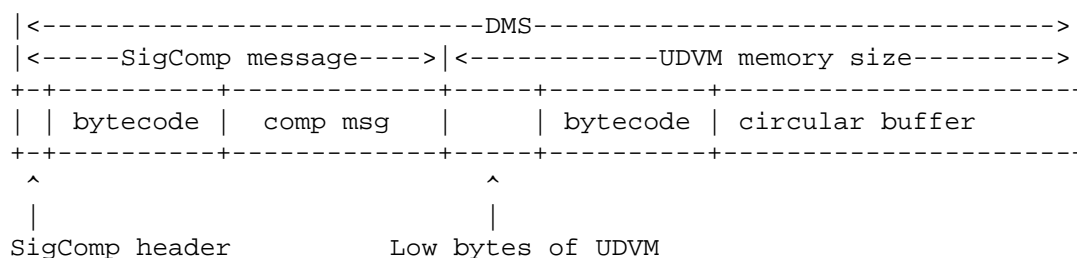 |<----------------------------DMS--------------------------------->
|<-----SigComp message---->|<------------UDVM memory size--------->
+-+----------+-------------+-----+----------+----------------------
| | bytecode |  comp msg   |     | bytecode | circular buffer
+-+----------+-------------+-----+----------+----------------------
 ^                            ^
 |                            |
SigComp header          Low bytes of UDVM